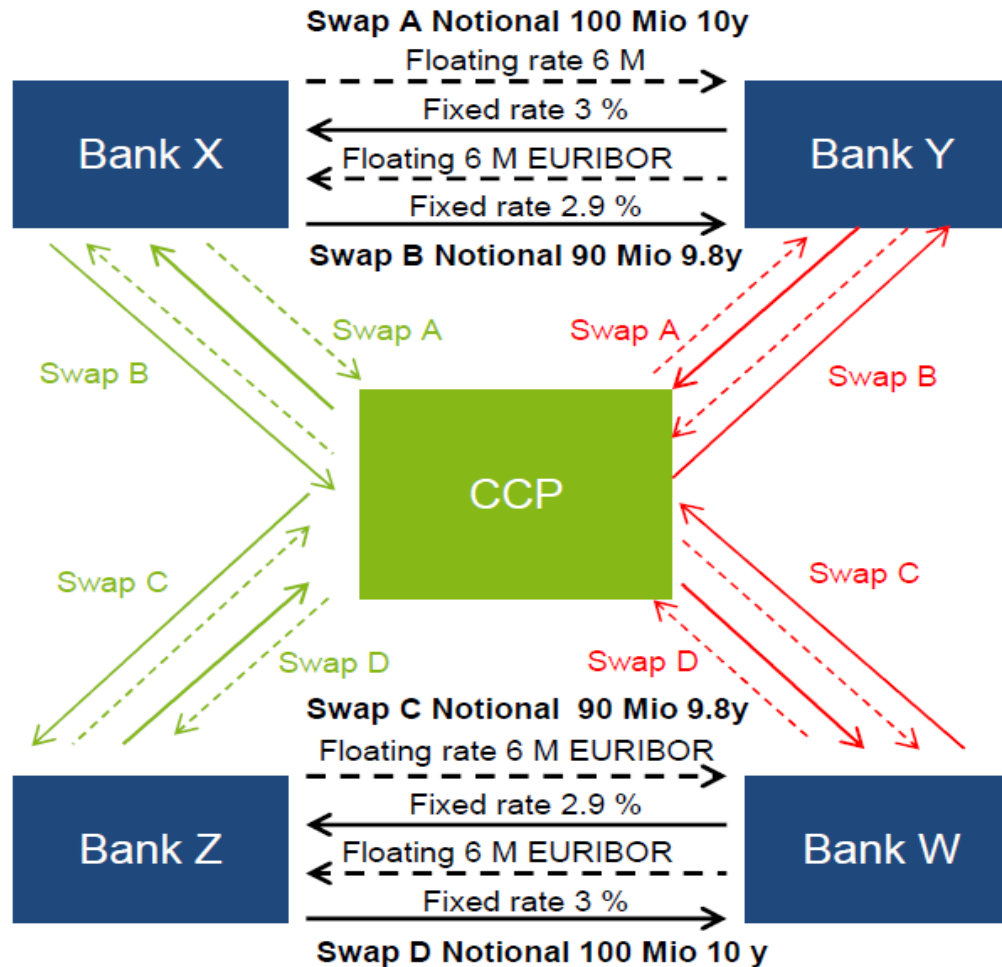 Swap A Notional 100 Mio 10y
Floating rate 6 M
Fixed rate 3 %
Bank X
Bank Y
Floating 6 M EURIBOR
Fixed rate 2.9 %
Swap B Notional 90 Mio 9.8y
Swap A
Swap A
Swap B
Swap B
CCP
Swap C
Swap C
Swap D
Swap D
Swap C Notional  90 Mio 9.8y
Floating rate 6 M EURIBOR
Fixed rate 2.9 %
Bank Z
Bank W
Floating 6 M EURIBOR
Fixed rate 3 %
Swap D Notional 100 Mio 10 y